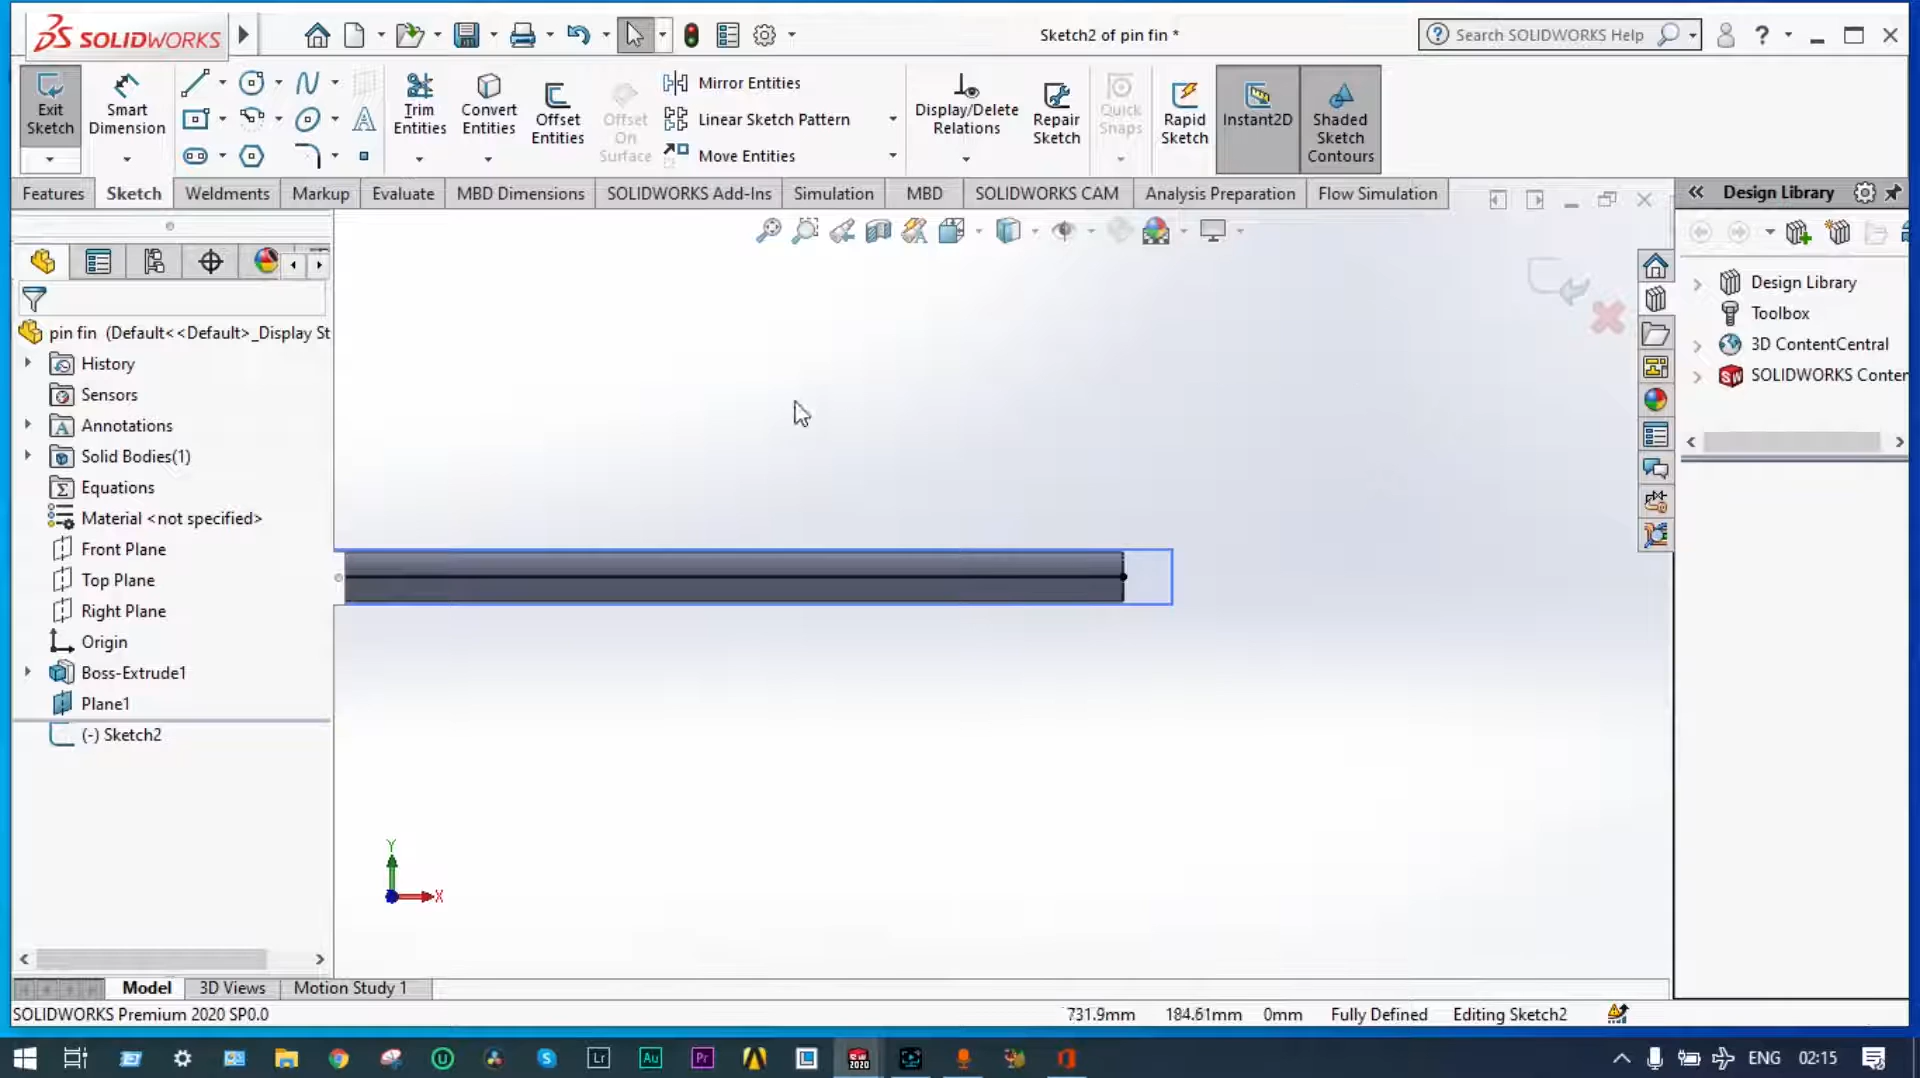 SOLIDWORKS
Sketch2 of pin fin *
Search SOLIDWORKS Help
?
Exit Sketch
Smart Dimension
Trim Entities
Convert Entities
Offset Entities
Offset On Surface
Mirror Entities
Linear Sketch Pattern
Move Entities
Display/Delete Relations
Repair Sketch
Quick Snaps
Rapid Sketch
Instant2D
Shaded Sketch Contours
Features
Sketch
Weldments
Markup
Evaluate
MBD Dimensions
SOLIDWORKS Add-Ins
Simulation
MBD
SOLIDWORKS CAM
Analysis Preparation
Flow Simulation
Design Library
Design Library
Toolbox
3D ContentCentral
SOLIDWORKS Conter
pin fin (Default<<Default>_Display St
History
Sensors
Annotations
Solid Bodies(1)
Equations
Material <not specified>
Front Plane
Top Plane
Right Plane
Origin
Boss-Extrude1
Plane1
(-) Sketch2
Y
X
Model
3D Views
Motion Study 1
SOLIDWORKS Premium 2020 SP0.0
731.9mm
184.61mm
0mm
Fully Defined
Editing Sketch2
Lr
Au
Pr
SW 2020
ENG
02:15